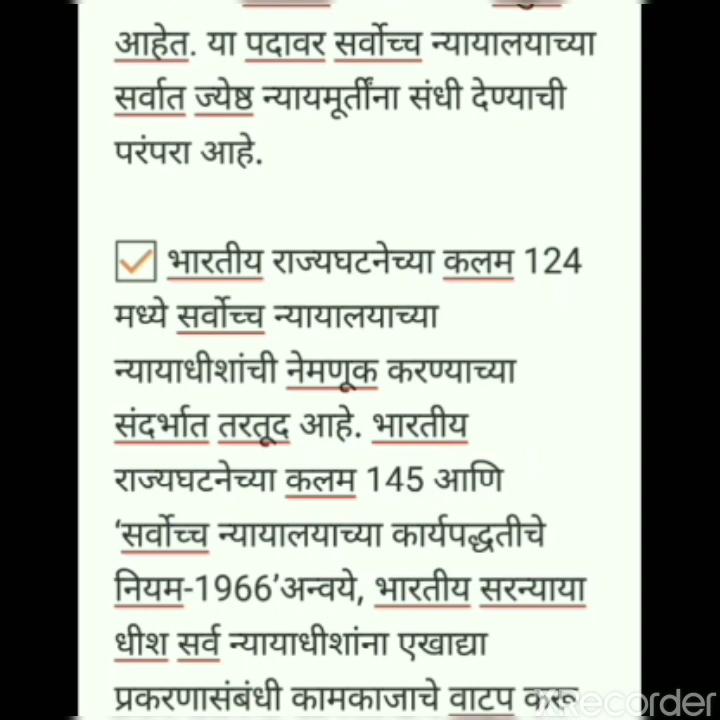 आहेत. या पदावर सर्वोच्च न्यायालयाच्या
सर्वात ज्येष्ठ न्यायमूर्तींना संधी देण्याची
परंपरा आहे.
भारतीय राज्यघटनेच्या कलम 124
मध्ये सर्वोच्च न्यायालयाच्या
न्यायाधीशांची नेमणूक करण्याच्या
संदर्भात तरतूद आहे. भारतीय
राज्यघटनेच्या कलम 145 आणि
‘सर्वोच्च न्यायालयाच्या कार्यपद्धतीचे
नियम-1966’अन्वये, भारतीय सरन्याया
धीश सर्व न्यायाधीशांना एखाद्या
प्रकरणासंबंधी कामकाजाचे वाटप करू
XRecorder